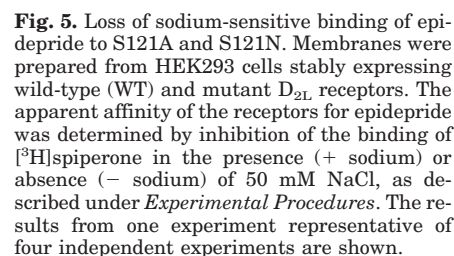 Fig. 5. Loss of sodium-sensitive binding of epi-
depride to S121A and S121N. Membranes were
prepared from HEK293 cells stably expressing
wild-type (WT) and mutant D2L receptors. The
apparent affinity of the receptors for epidepride
was determined by inhibition of the binding of
[³H]spiperone in the presence (+ sodium) or
absence (− sodium) of 50 mM NaCl, as de-
scribed under Experimental Procedures. The re-
sults from one experiment representative of
four independent experiments are shown.